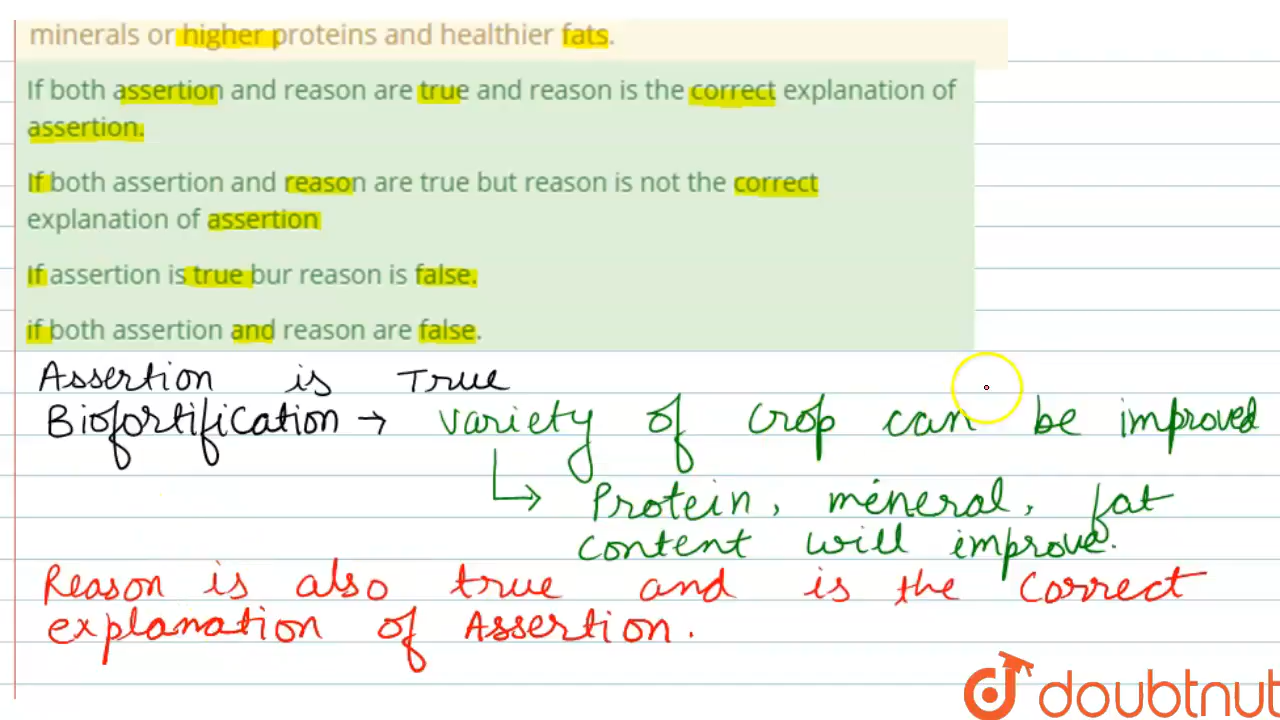 minerals or higher proteins and healthier fats.
If both assertion and reason are true and reason is the correct explanation of
assertion.
If both assertion and reason are true but reason is not the correct
explanation of assertion
If assertion is true bur reason is false.
if both assertion and reason are false.
Assertion is True
Biofortification → variety of crop can be improved
↳ Protein, mineral, fat
content will improve.
Reason is also true and is the correct
explanation of Assertion.
doubtnut